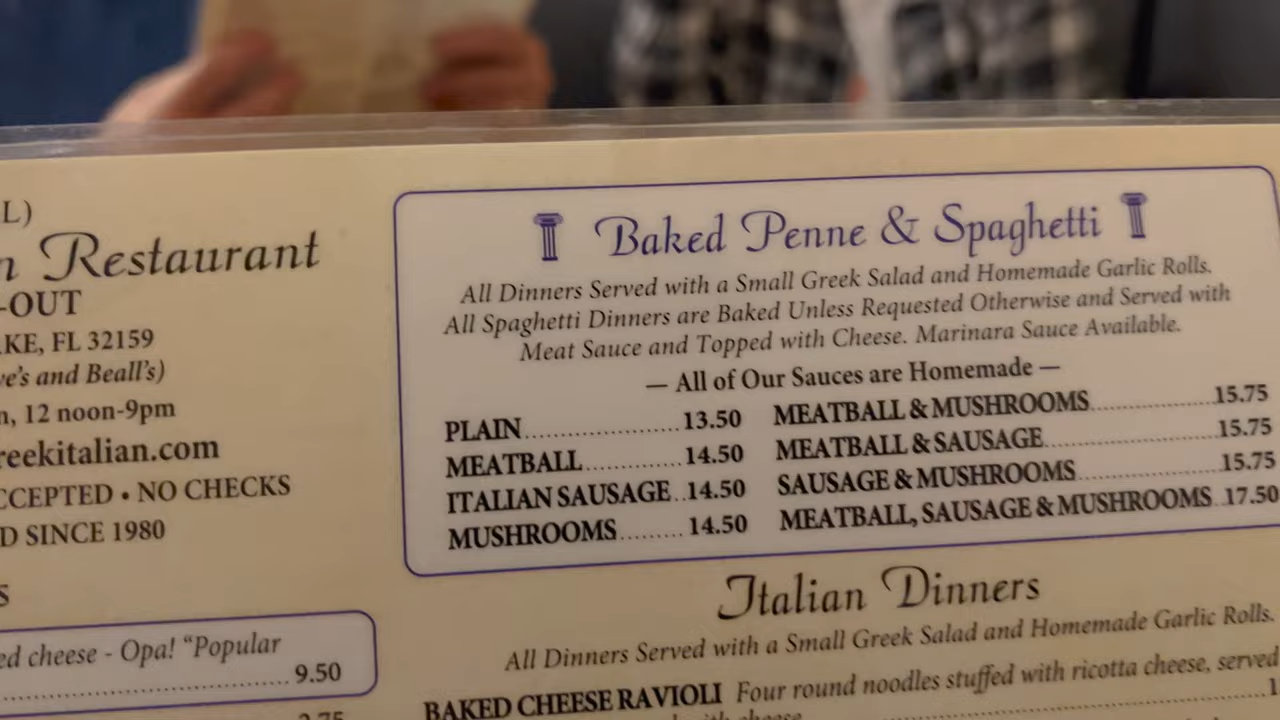 L)
n Restaurant
-OUT
KE, FL 32159
ve's and Beall's)
n, 12 noon-9pm
reekitalian.com
CCEPTED • NO CHECKS
D SINCE 1980
S
ed cheese - Opa! “Popular
9.50
Baked Penne & Spaghetti
All Dinners Served with a Small Greek Salad and Homemade Garlic Rolls.
All Spaghetti Dinners are Baked Unless Requested Otherwise and Served with
Meat Sauce and Topped with Cheese. Marinara Sauce Available.
— All of Our Sauces are Homemade —
PLAIN 13.50
MEATBALL 14.50
ITALIAN SAUSAGE 14.50
MUSHROOMS 14.50
MEATBALL & MUSHROOMS 15.75
MEATBALL & SAUSAGE 15.75
SAUSAGE & MUSHROOMS 15.75
MEATBALL, SAUSAGE & MUSHROOMS 17.50
Italian Dinners
All Dinners Served with a Small Greek Salad and Homemade Garlic Rolls.
BAKED CHEESE RAVIOLI Four round noodles stuffed with ricotta cheese, served
with cheese